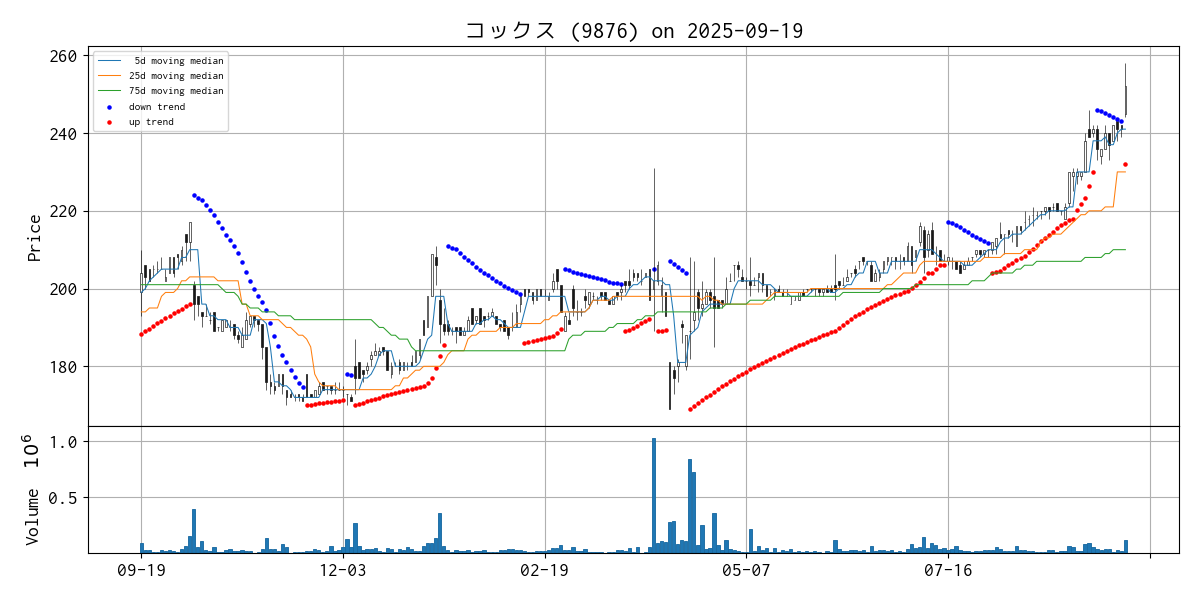 コックス (9876) on 2025-09-19
260
240
220
200
180
Price
5d moving median
25d moving median
75d moving median
down trend
up trend
1.0
0.5
Volume 10^6
09-19
12-03
02-19
05-07
07-16